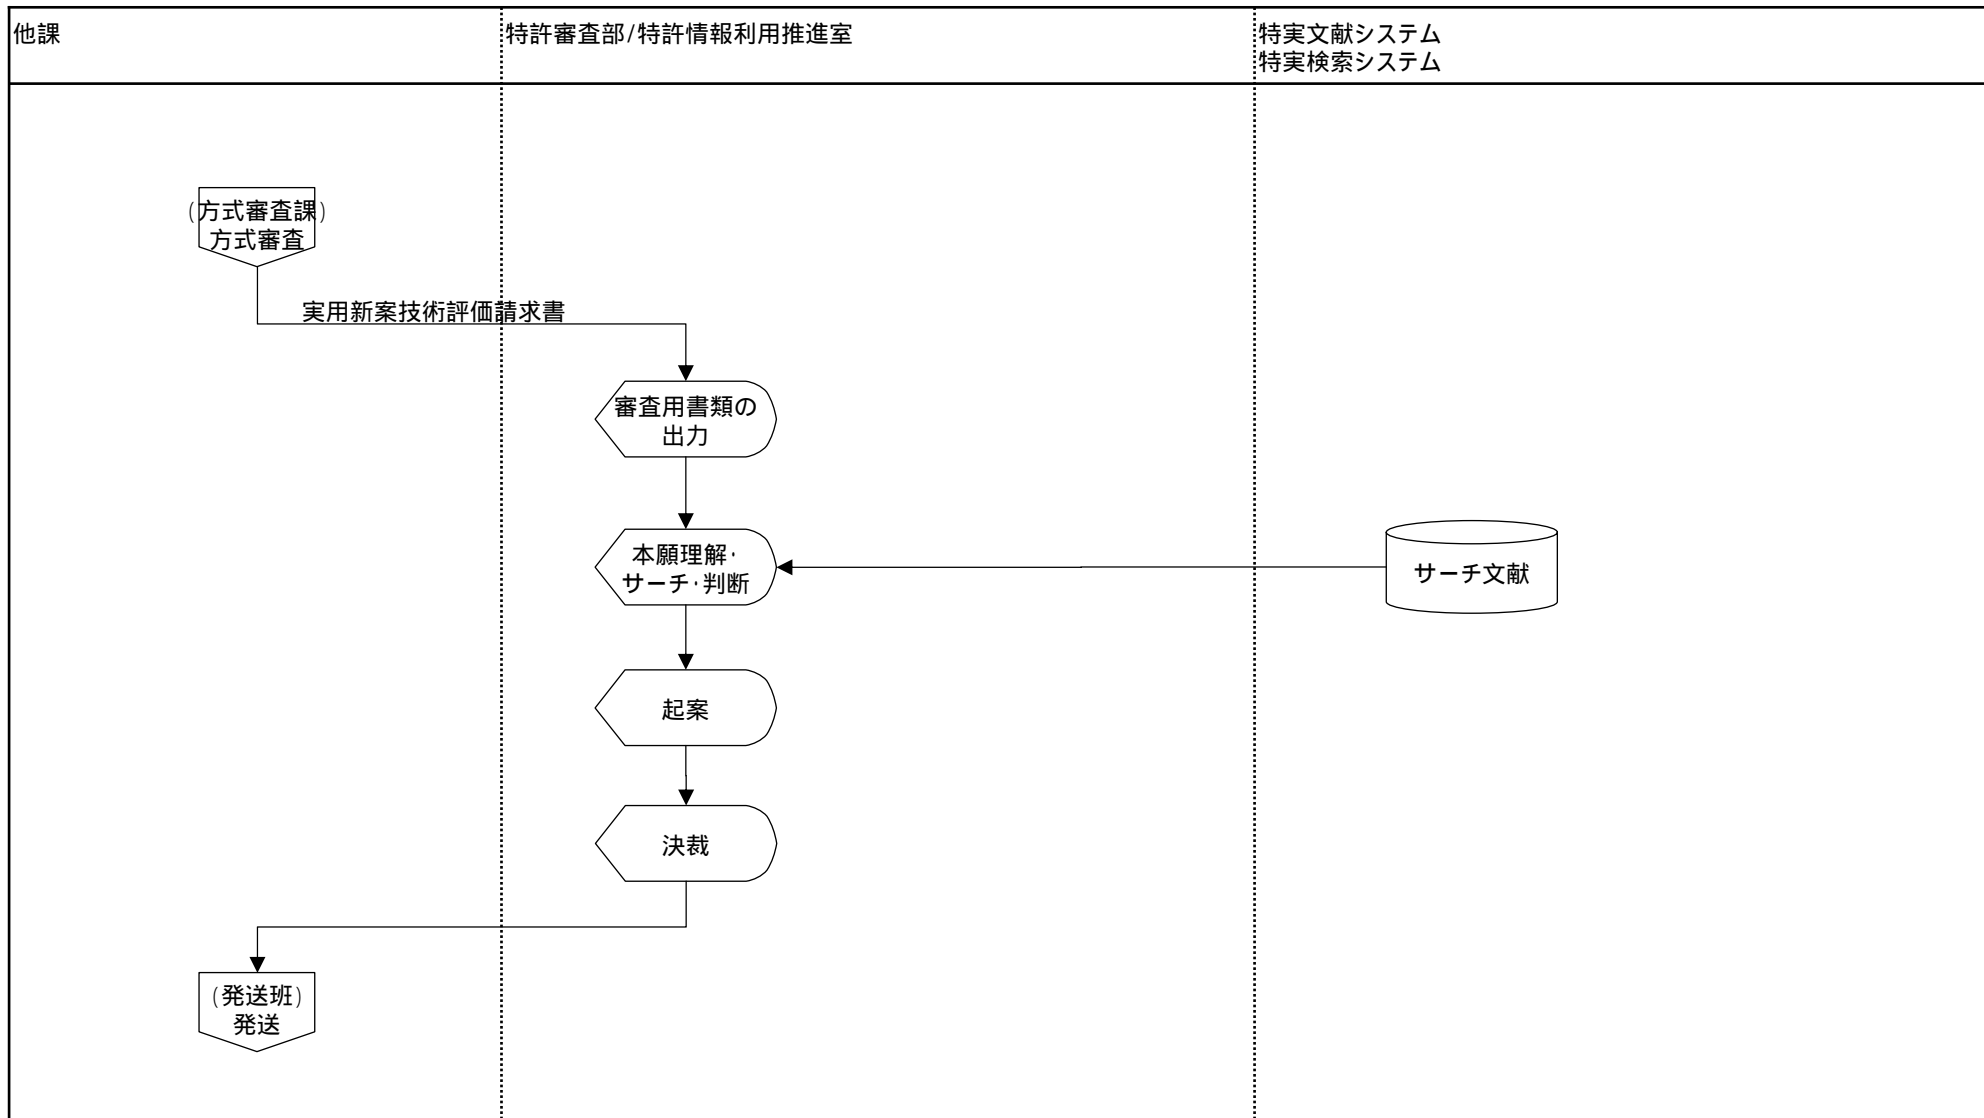 他課
特許審査部/特許情報利用推進室
特実文献システム
特実検索システム
(方式審査課)
方式審査
実用新案技術評価請求書
審査用書類の
出力
本願理解・
サーチ・判断
サーチ文献
起案
決裁
(発送班)
発送